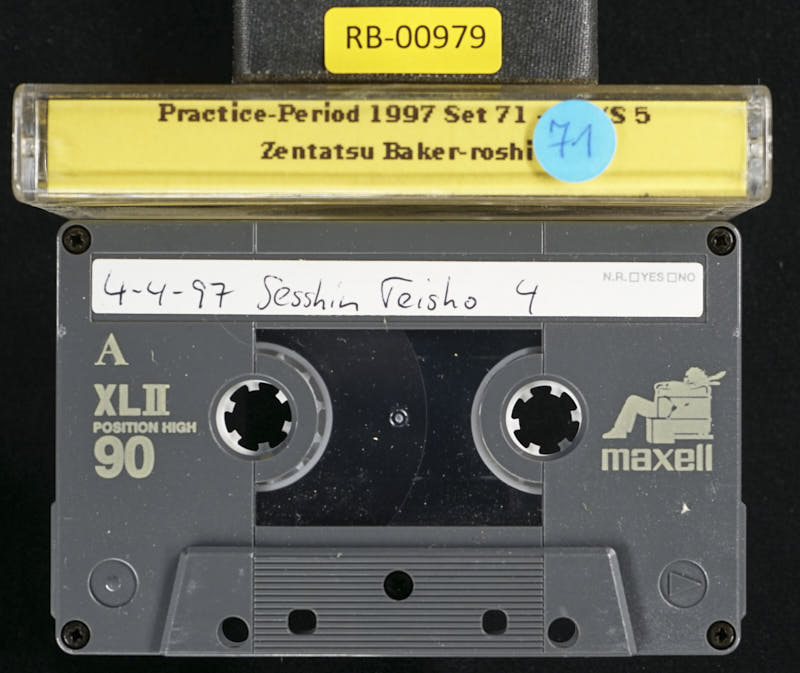 RB-00979
Practice-Period 1997 Set 71 - /S 5
Zentatsu Baker-roshi
71
4-4-97 Sesshin Teisho 4
N.R. □YES □NO
A
XLII
POSITION HIGH
90
maxell